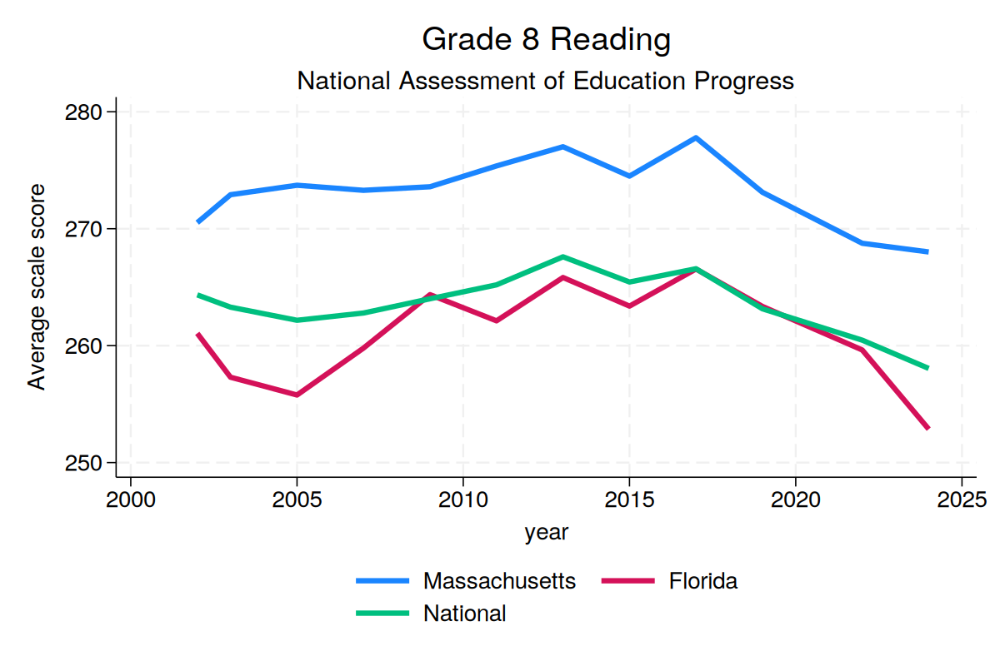 Grade 8 Reading
National Assessment of Education Progress
Average scale score
280
270
260
250
2000 2005 2010 2015 2020 2025
year
Massachusetts Florida
National